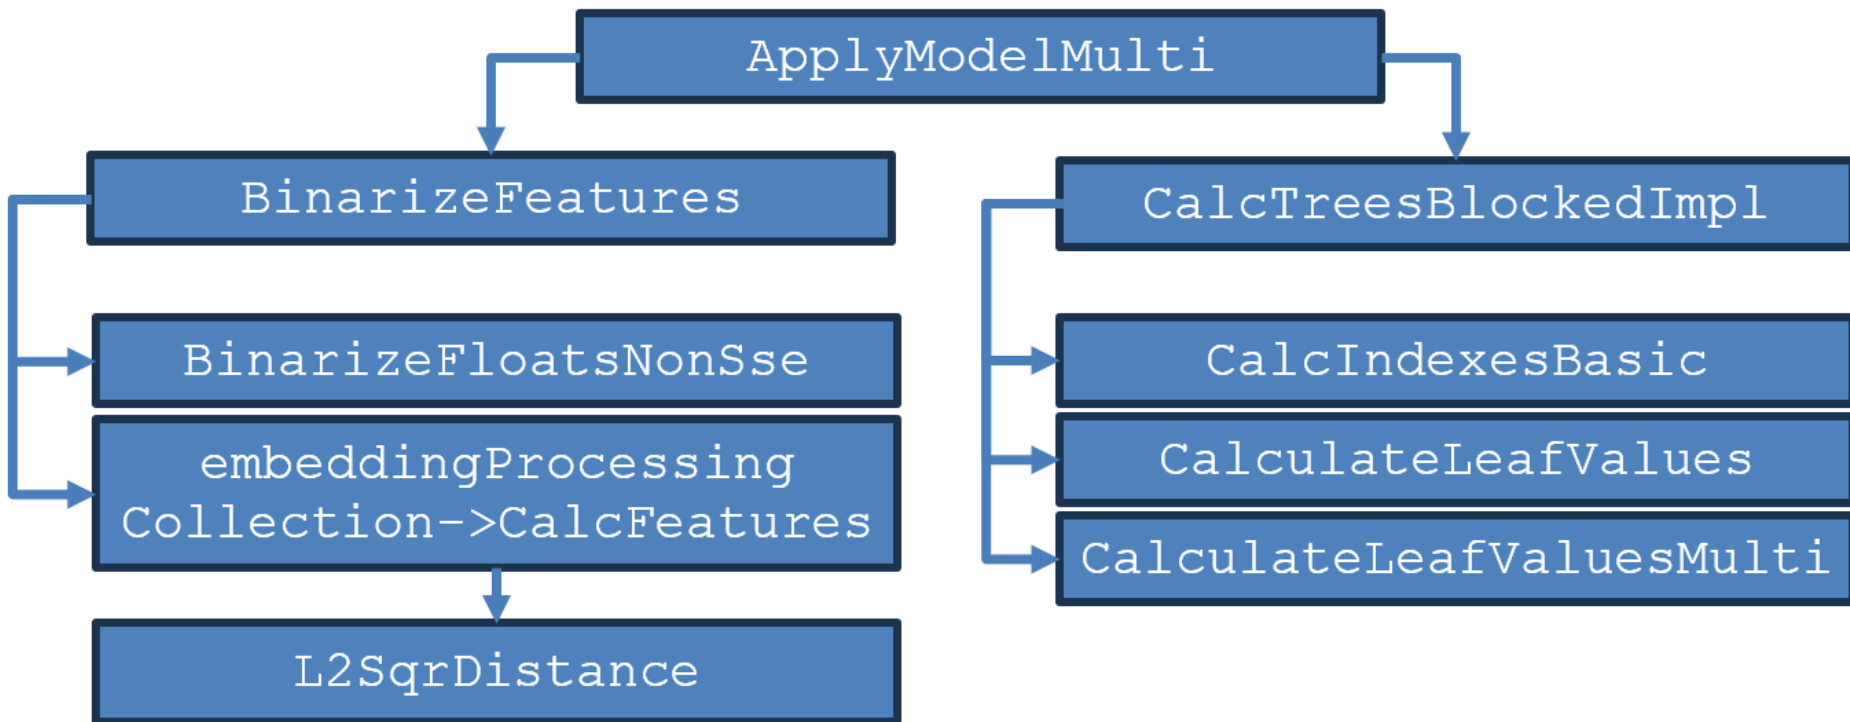 ApplyModelMulti
BinarizeFeatures
CalcTreesBlockedImpl
BinarizeFloatsNonSse
CalcIndexesBasic
embeddingProcessing
Collection->CalcFeatures
CalculateLeafValues
CalculateLeafValuesMulti
L2SqrDistance